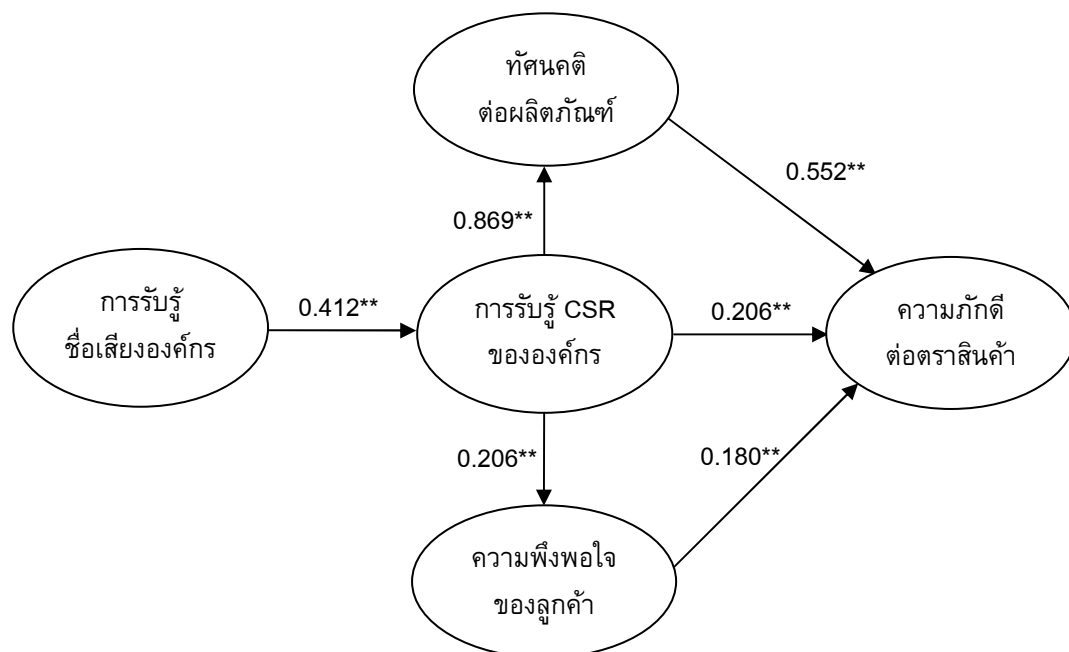 ทัศนคติ
ต่อผลิตภัณฑ์
0.552**
0.869**
การรับรู้
ชื่อเสียงองค์กร
0.412**
การรับรู้ CSR
ขององค์กร
0.206**
ความภักดี
ต่อตราสินค้า
0.206**
0.180**
ความพึงพอใจ
ของลูกค้า